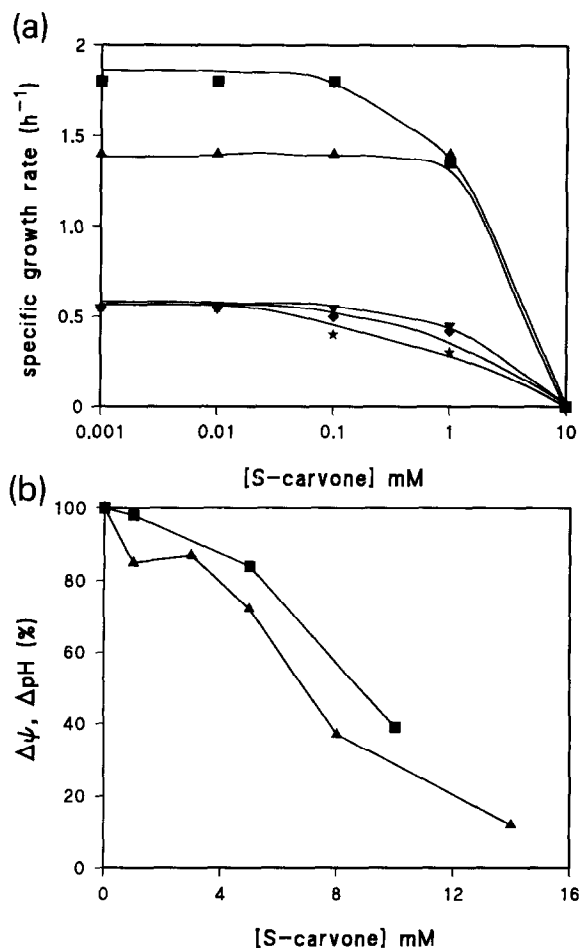 (a)
2
1.5
1.0
0.5
0
specific growth rate (h⁻¹)
0.001 0.01 0.1 1 10
[S-carvone] mM
(b)
100
80
60
40
20
0
Δψ, ΔpH (%)
0 4 8 12 16
[S-carvone] mM